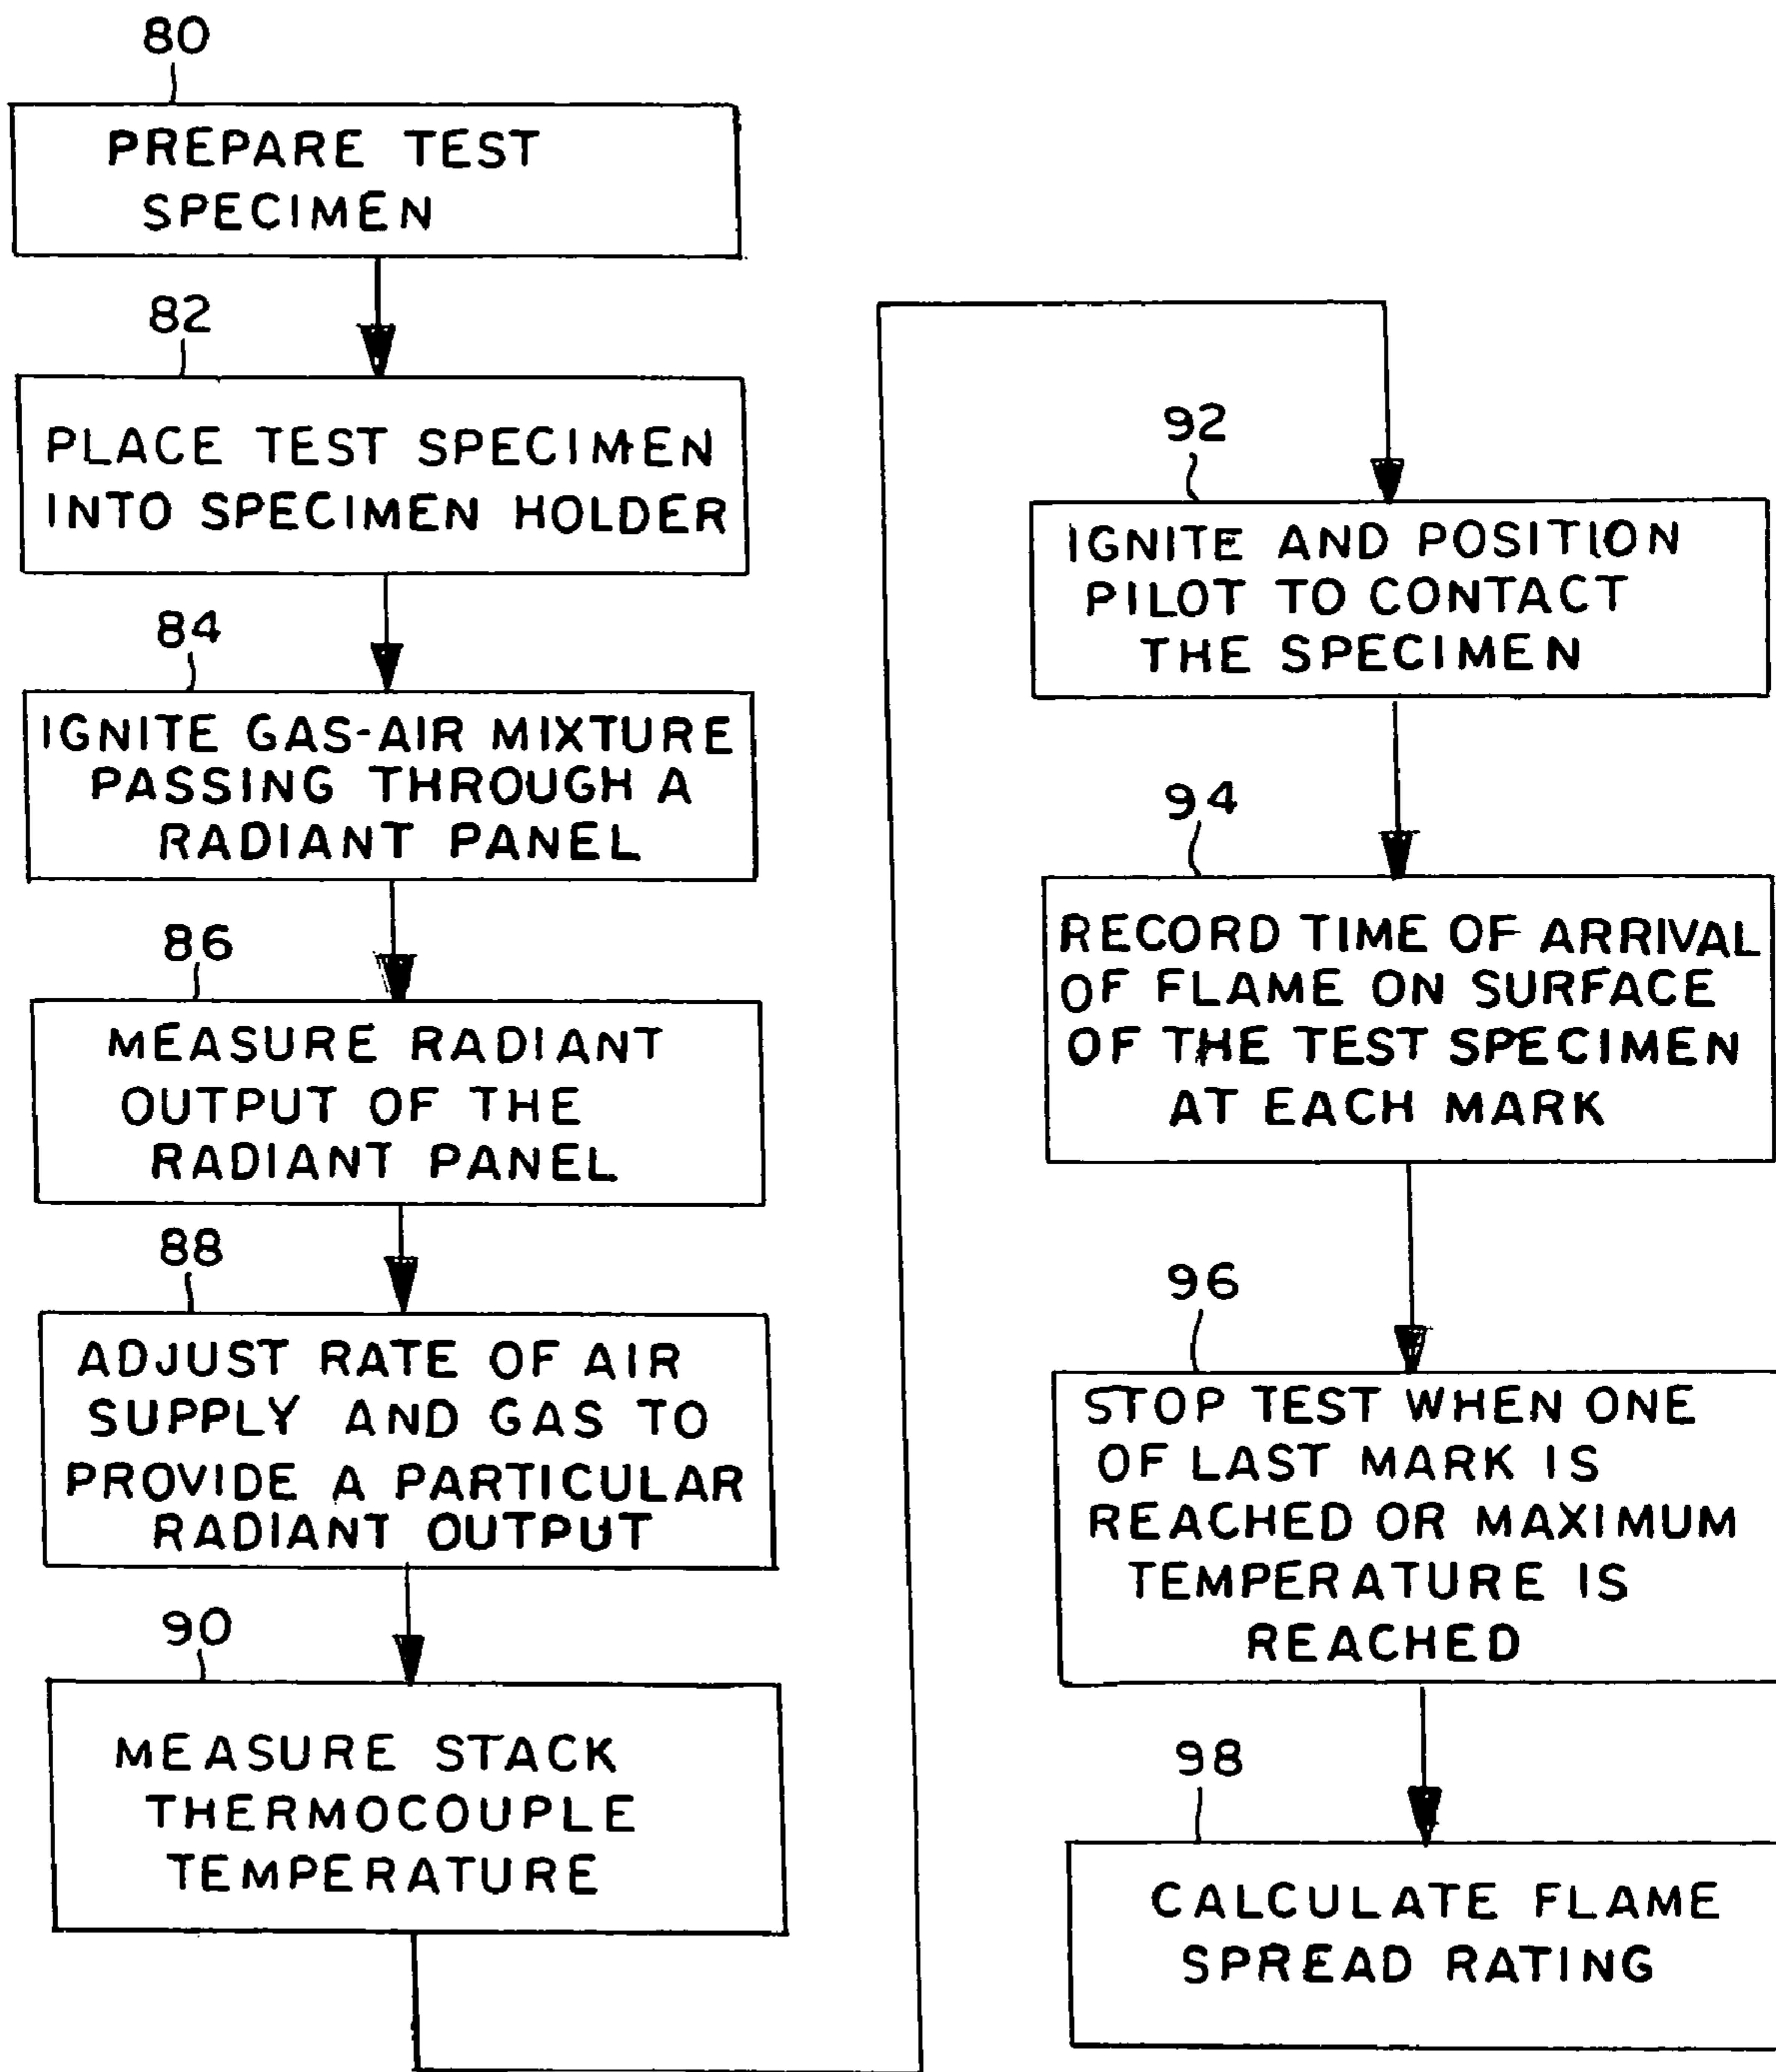 80
PREPARE TEST
SPECIMEN
82
PLACE TEST SPECIMEN
INTO SPECIMEN HOLDER
84
IGNITE GAS-AIR MIXTURE
PASSING THROUGH A
RADIANT PANEL
86
MEASURE RADIANT
OUTPUT OF THE
RADIANT PANEL
88
ADJUST RATE OF AIR
SUPPLY AND GAS TO
PROVIDE A PARTICULAR
RADIANT OUTPUT
90
MEASURE STACK
THERMOCOUPLE
TEMPERATURE
92
IGNITE AND POSITION
PILOT TO CONTACT
THE SPECIMEN
94
RECORD TIME OF ARRIVAL
OF FLAME ON SURFACE
OF THE TEST SPECIMEN
AT EACH MARK
96
STOP TEST WHEN ONE
OF LAST MARK IS
REACHED OR MAXIMUM
TEMPERATURE IS
REACHED
98
CALCULATE FLAME
SPREAD RATING